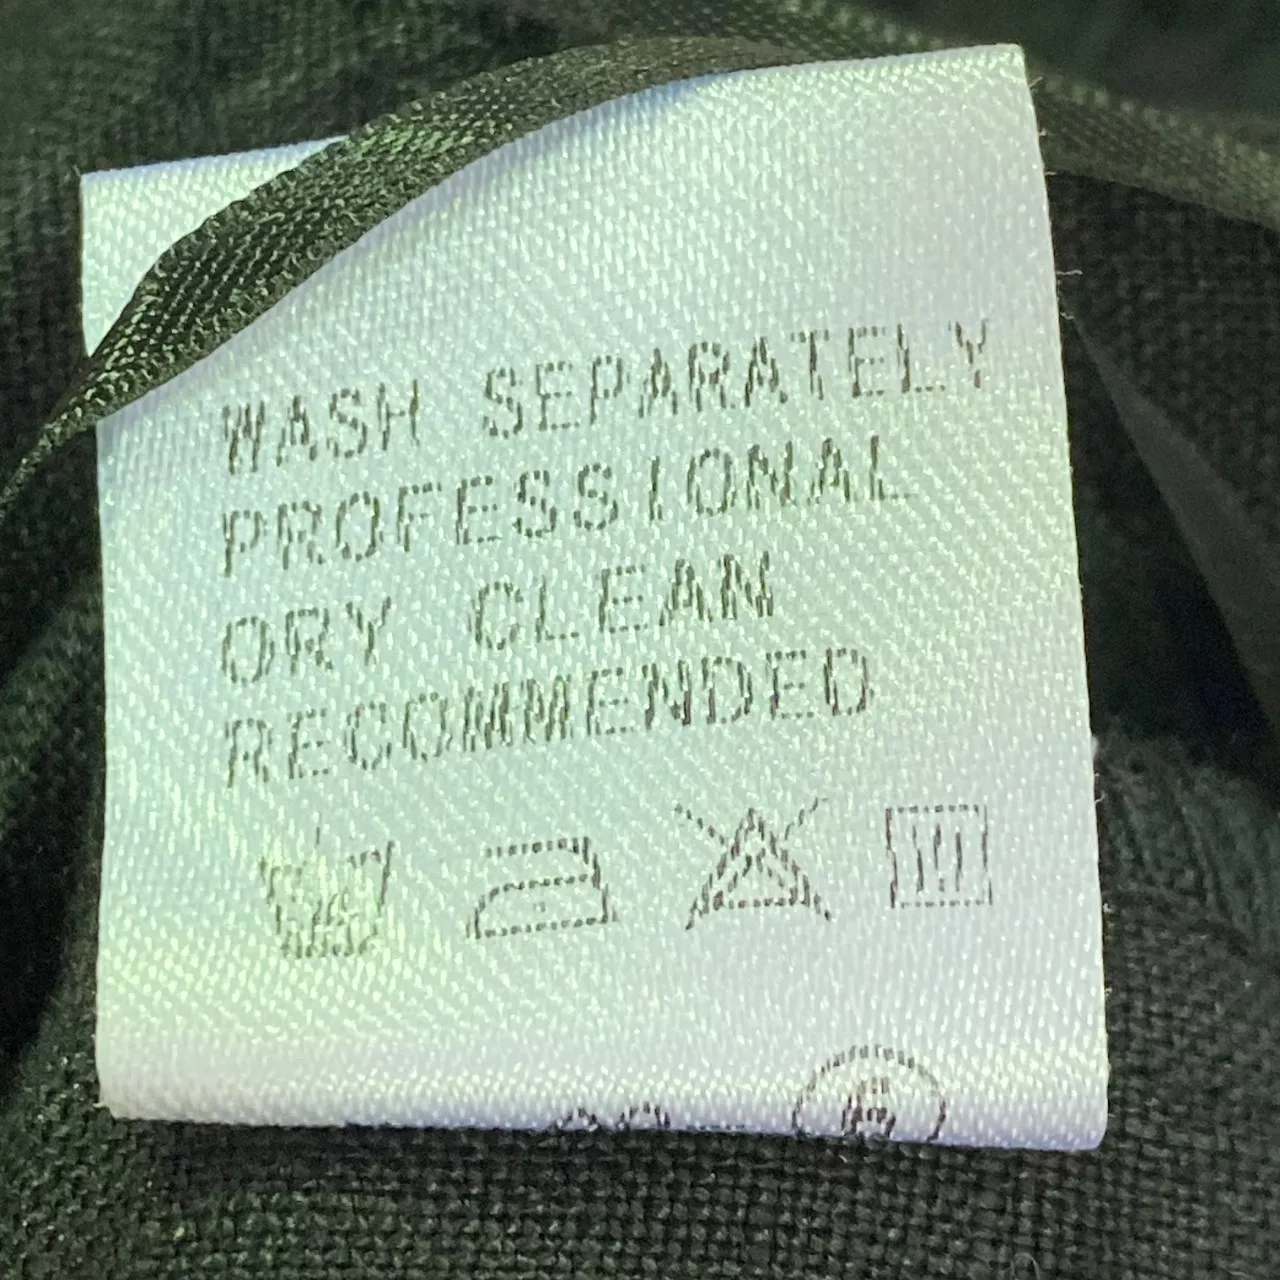 WASH SEPARATELY
PROFESSIONAL
DRY CLEAN
RECOMMENDED